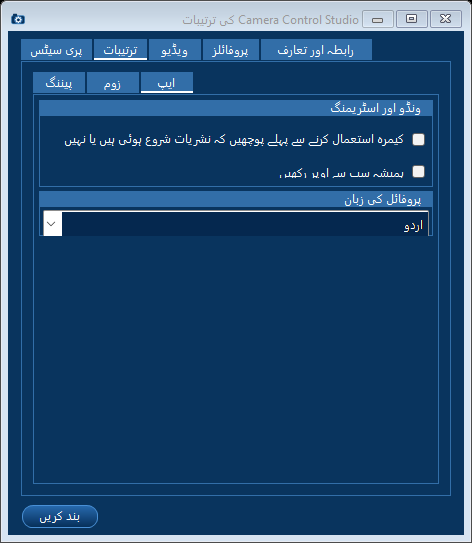 Camera Control Studio کی ترتیبات
رابطہ اور تعارف
پروفائلز
ویڈیو
ترتیبات
پری سیٹس
ایپ
زوم
پیننگ
ونڈو اور اسٹریمنگ
کیمرہ استعمال کرنے سے پہلے پوچھیں کہ نشریات شروع ہوئی ہیں یا نہیں
ہمیشہ سب سے اوپر رکھیں
پروفائل کی زبان
اردو
بند کریں